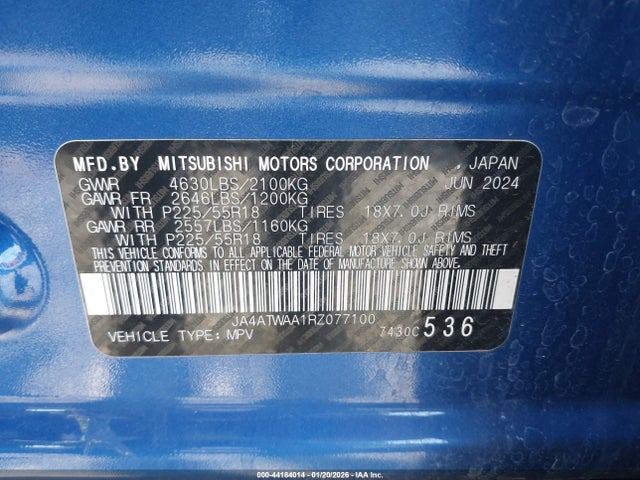 MFD.BY MITSUBISHI MOTORS CORPORATION . JAPAN
GVWR 4630LBS/2100KG JUN 2024
GAWR FR 2646LBS/1200KG
WITH P225/55R18 TIRES 18X7.0J RIMS
GAWR RR 2557LBS/1160KG
WITH P225/55R18 TIRES 18X7.0J RIMS
THIS VEHICLE CONFORMS TO ALL APPLICABLE FEDERAL MOTOR VEHICLE SAFETY AND THEFT
PREVENTION STANDARDS IN EFFECT ON THE DATE OF MANUFACTURE SHOWN ABOVE.
JA4ATWAA1RZ077100
VEHICLE TYPE: MPV 7430C 536
000-44184014 - 01/20/2026 - IAA Inc.